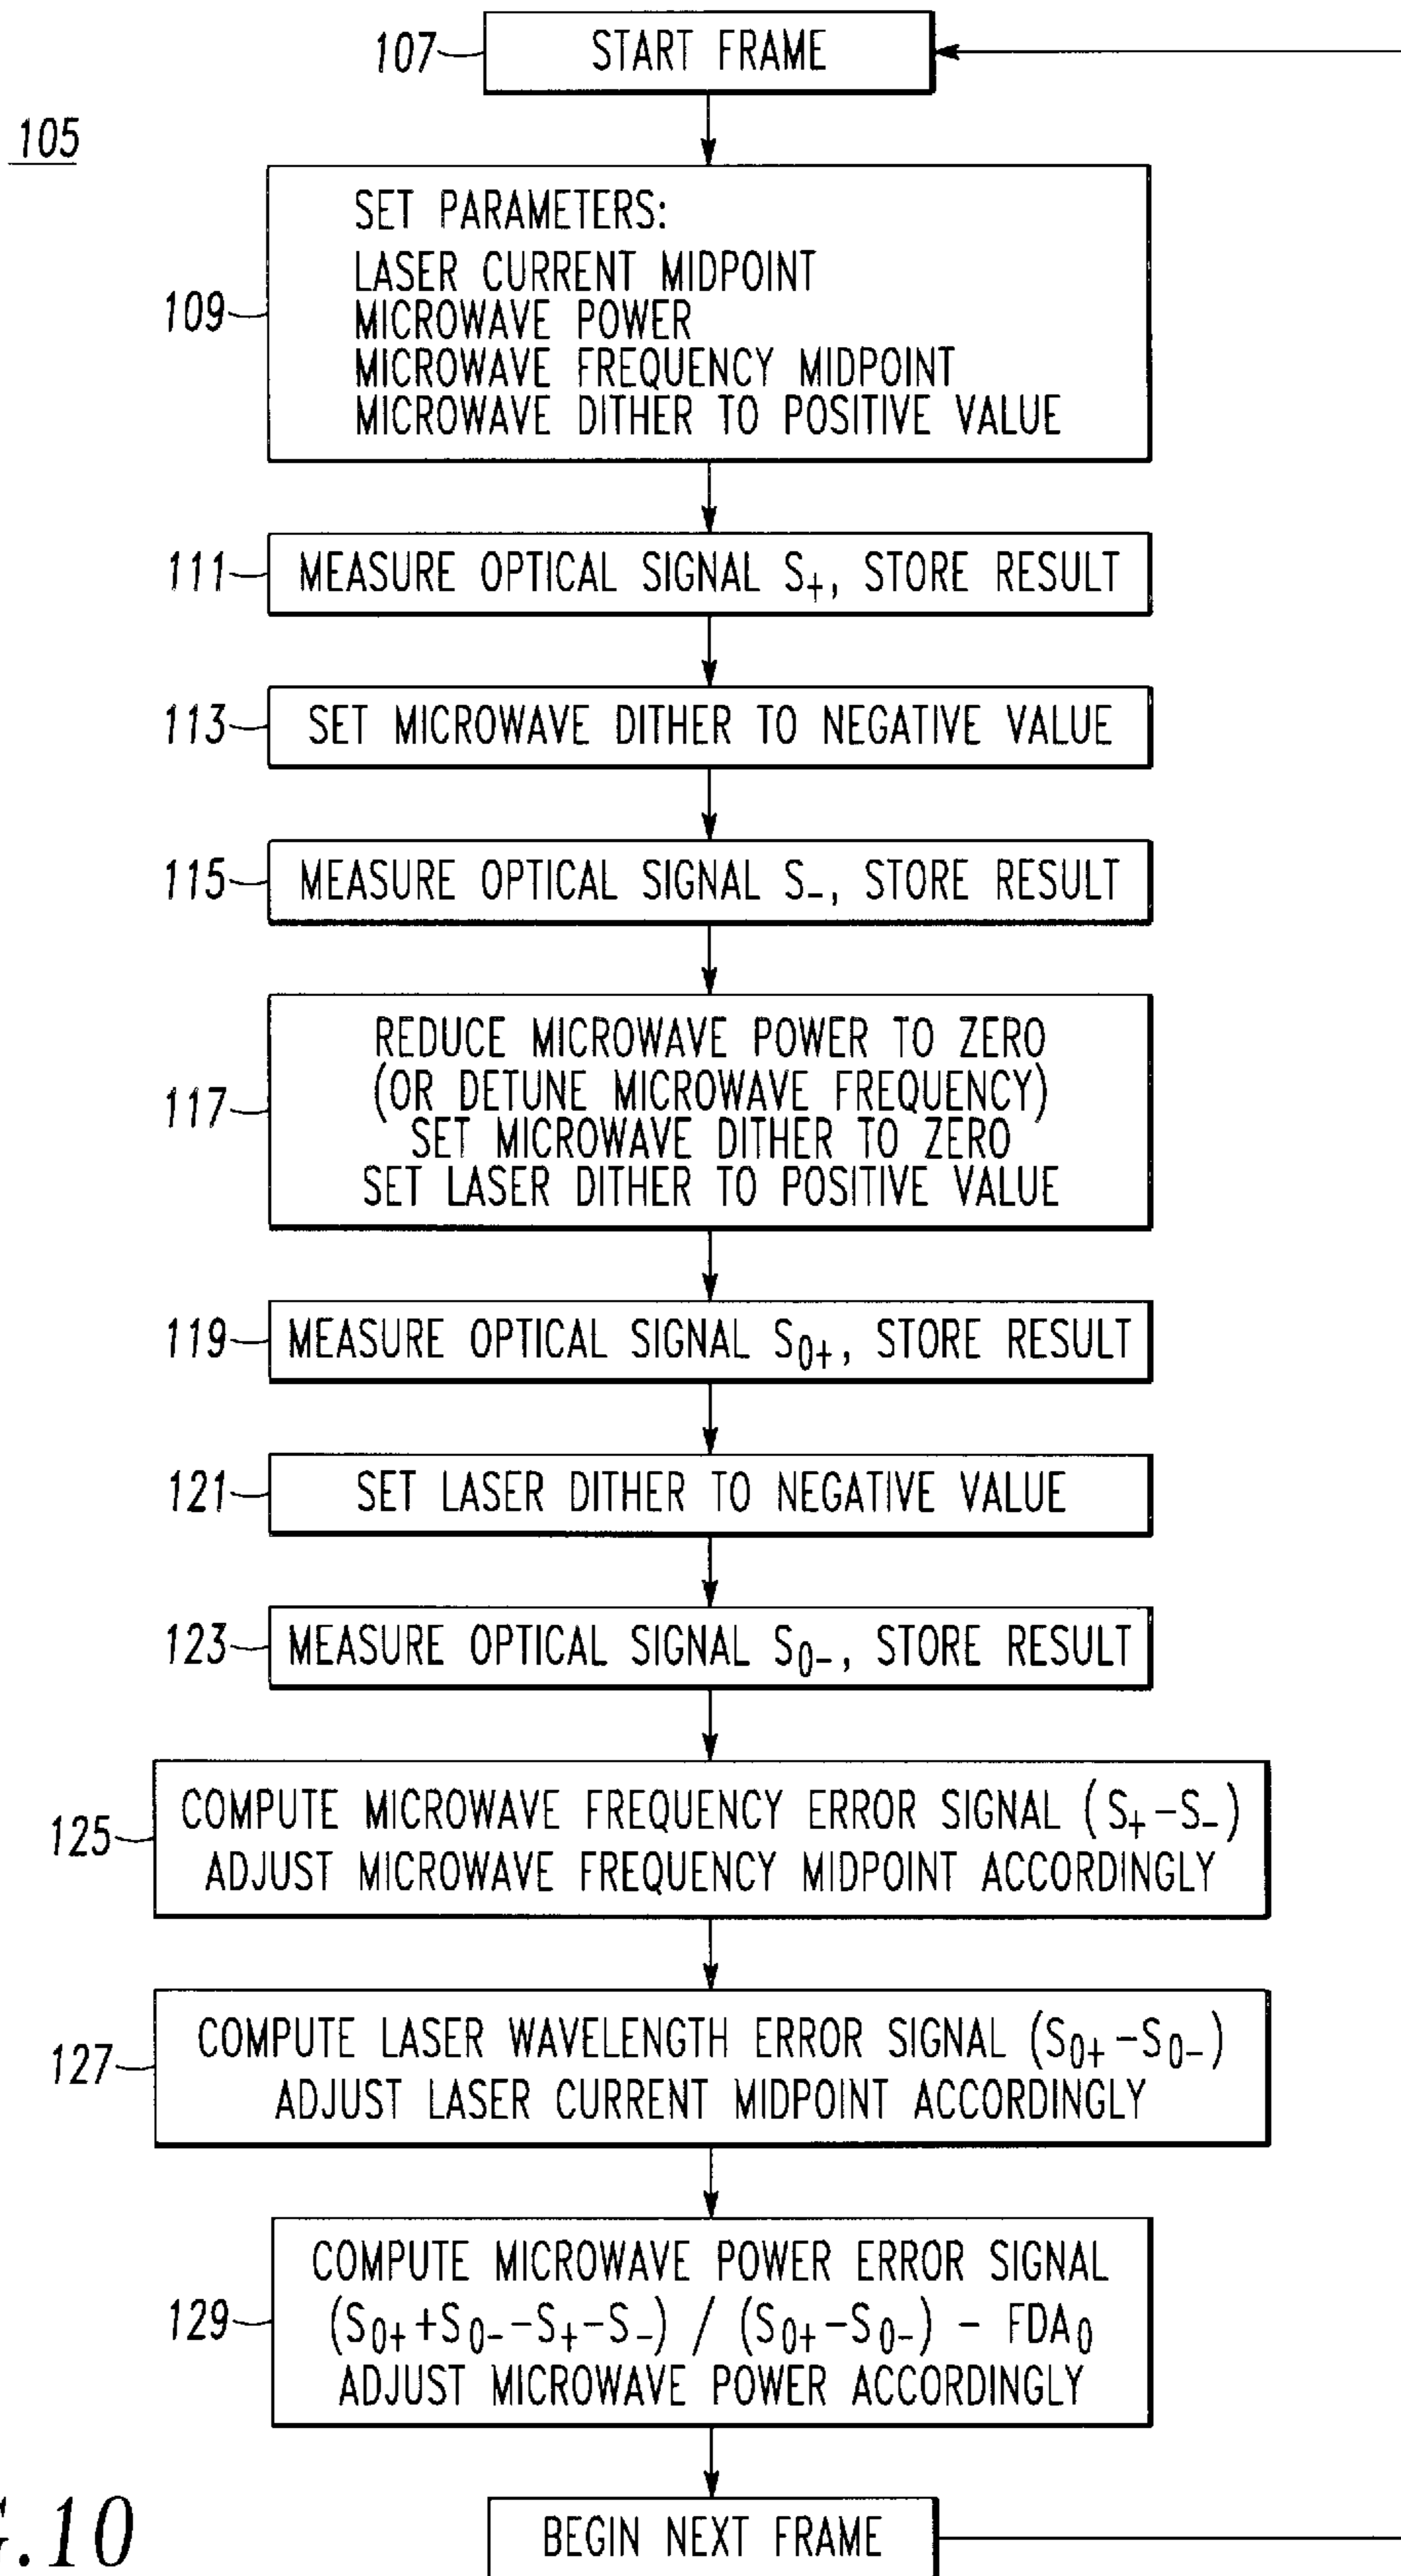 107
START FRAME
105
109
SET PARAMETERS:
LASER CURRENT MIDPOINT
MICROWAVE POWER
MICROWAVE FREQUENCY MIDPOINT
MICROWAVE DITHER TO POSITIVE VALUE
111
MEASURE OPTICAL SIGNAL S₊, STORE RESULT
113
SET MICROWAVE DITHER TO NEGATIVE VALUE
115
MEASURE OPTICAL SIGNAL S₋, STORE RESULT
117
REDUCE MICROWAVE POWER TO ZERO
(OR DETUNE MICROWAVE FREQUENCY)
SET MICROWAVE DITHER TO ZERO
SET LASER DITHER TO POSITIVE VALUE
119
MEASURE OPTICAL SIGNAL S₀₊, STORE RESULT
121
SET LASER DITHER TO NEGATIVE VALUE
123
MEASURE OPTICAL SIGNAL S₀₋, STORE RESULT
125
COMPUTE MICROWAVE FREQUENCY ERROR SIGNAL (S₊-S₋)
ADJUST MICROWAVE FREQUENCY MIDPOINT ACCORDINGLY
127
COMPUTE LASER WAVELENGTH ERROR SIGNAL (S₀₊-S₀₋)
ADJUST LASER CURRENT MIDPOINT ACCORDINGLY
129
COMPUTE MICROWAVE POWER ERROR SIGNAL
(S₀₊+S₀₋-S₊-S₋) / (S₀₊-S₀₋) - FDA₀
ADJUST MICROWAVE POWER ACCORDINGLY
BEGIN NEXT FRAME
.10